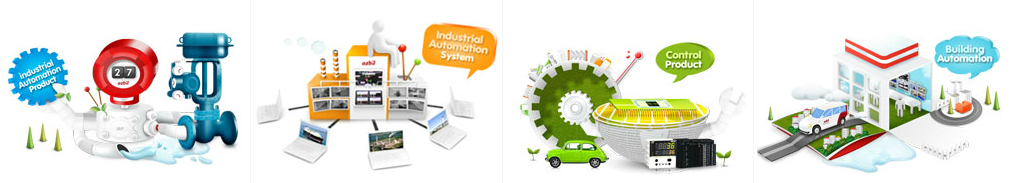 Industrial
Automation
Product
27
azbil
Industrial
Automation
System
azbil
Control
Product
Building
Automation